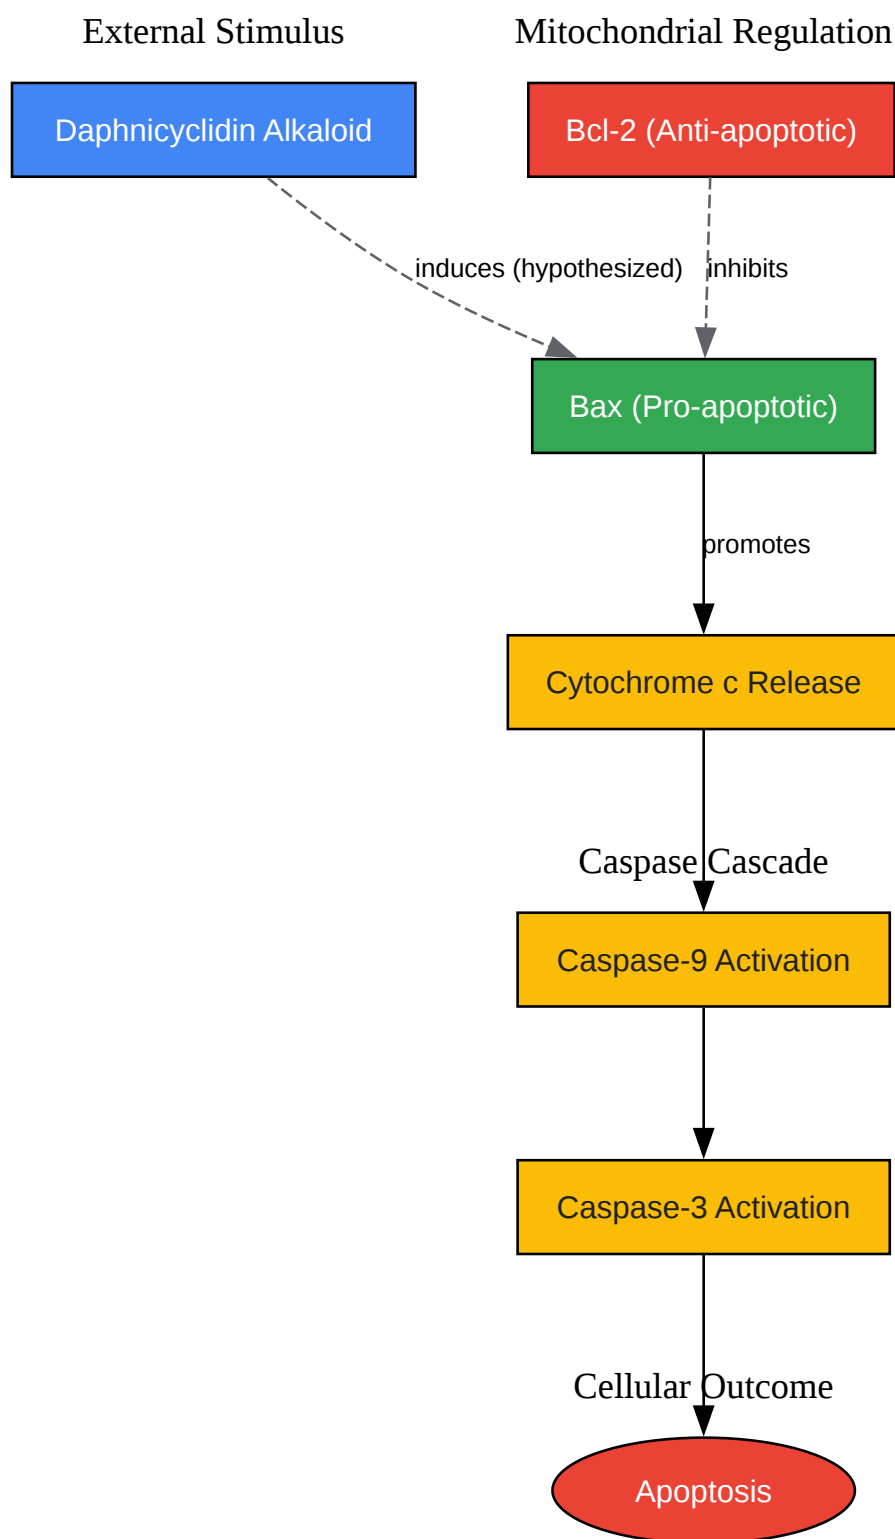 External Stimulus
Mitochondrial Regulation
Daphnicyclidin Alkaloid
Bcl-2 (Anti-apoptotic)
induces (hypothesized)
inhibits
Bax (Pro-apoptotic)
promotes
Cytochrome c Release
Caspase Cascade
Caspase-9 Activation
Caspase-3 Activation
Cellular Outcome
Apoptosis